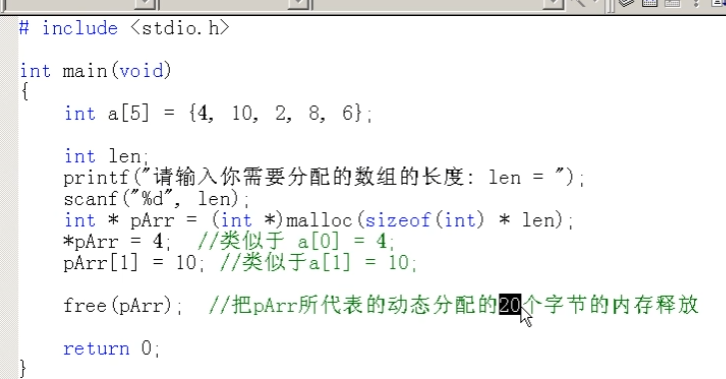 # include <stdio.h>
int main(void)
{
int a[5] = {4, 10, 2, 8, 6};
int len;
printf("请输入你需要分配的数组的长度: len = ");
scanf("%d", len);
int * pArr = (int *)malloc(sizeof(int) * len);
*pArr = 4; //类似于 a[0] = 4;
pArr[1] = 10; //类似于a[1] = 10;
free(pArr); //把pArr所代表的动态分配的20个字节的内存释放
return 0;
}